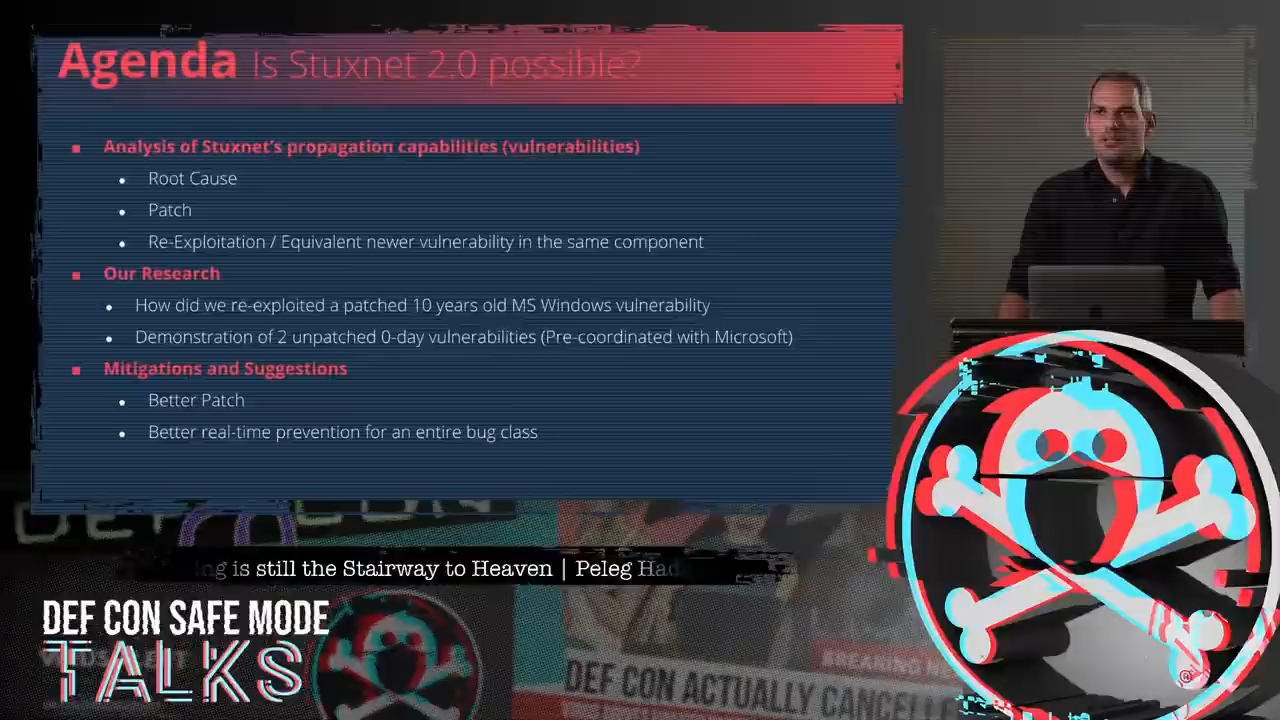 Agenda Is Stuxnet 2.0 possible?
Analysis of Stuxnet's propagation capabilities (vulnerabilities)
Root Cause
Patch
Re-Exploitation / Equivalent newer vulnerability in the same component
Our Research
How did we re-exploited a patched 10 years old MS Windows vulnerability
Demonstration of 2 unpatched 0-day vulnerabilities (Pre-coordinated with Microsoft)
Mitigations and Suggestions
Better Patch
Better real-time prevention for an entire bug class
DEF CON
is still the Stairway to Heaven | Peleg Had
DEF CON SAFE MODE
TALKS
BREAKING
DEF CON ACTUALLY CANCELLE
®